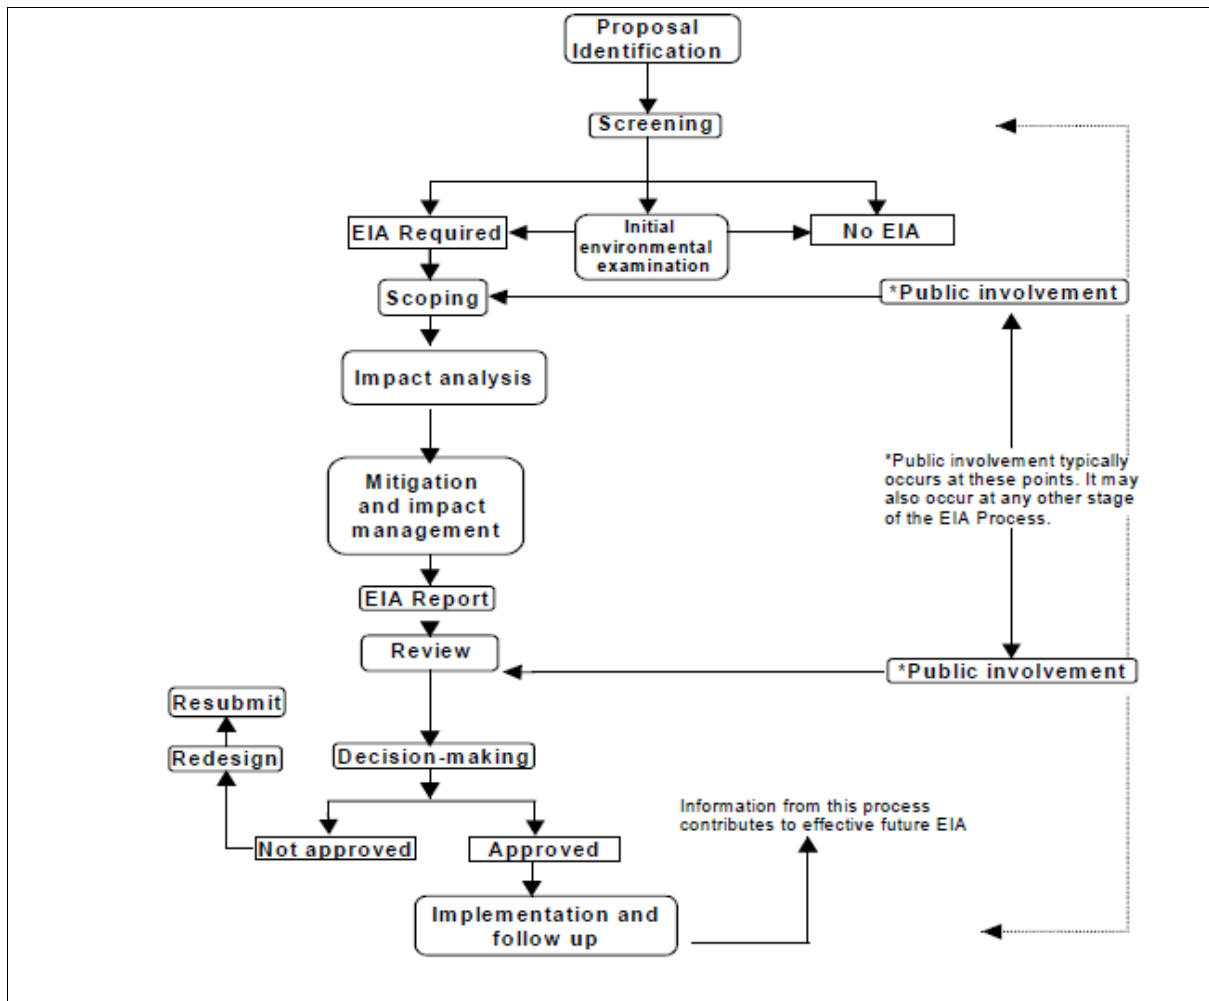 Proposal
Identification
Screening
EIA Required
Initial
environmental
examination
No EIA
Scoping
*Public involvement
Impact analysis
*Public involvement typically
occurs at these points. It may
also occur at any other stage
of the EIA Process.
Mitigation
and impact
management
EIA Report
Review
*Public involvement
Resubmit
Redesign
Decision-making
Information from this process
contributes to effective future EIA
Not approved
Approved
Implementation and
follow up